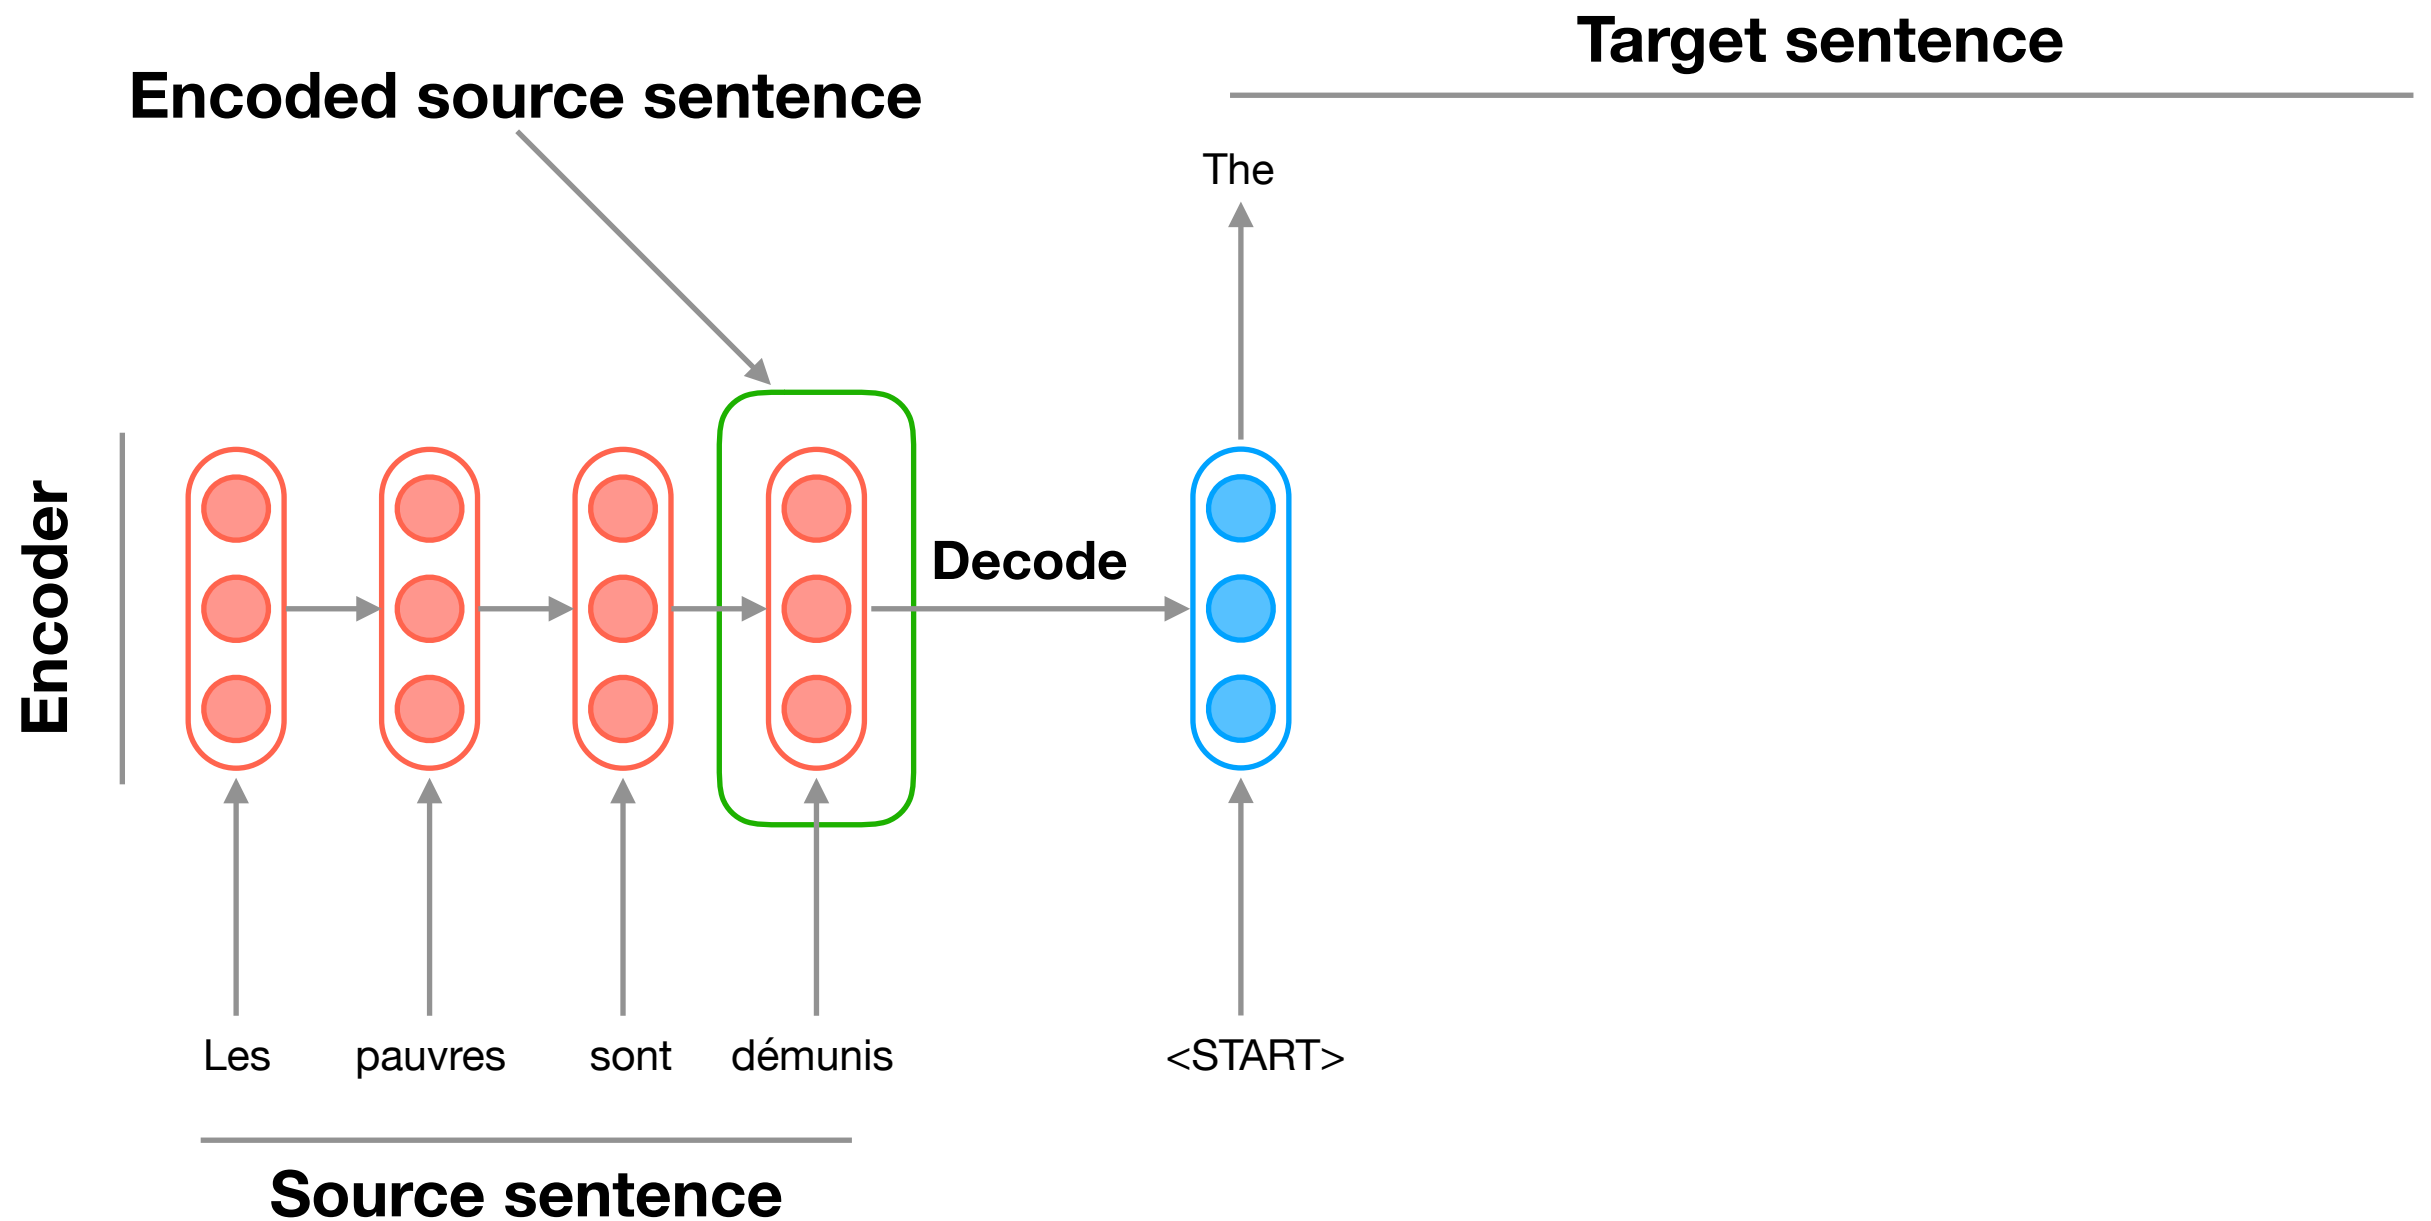 Target sentence
Encoded source sentence
The
Encoder
Decode
Les pauvres sont démunis <START>
Source sentence